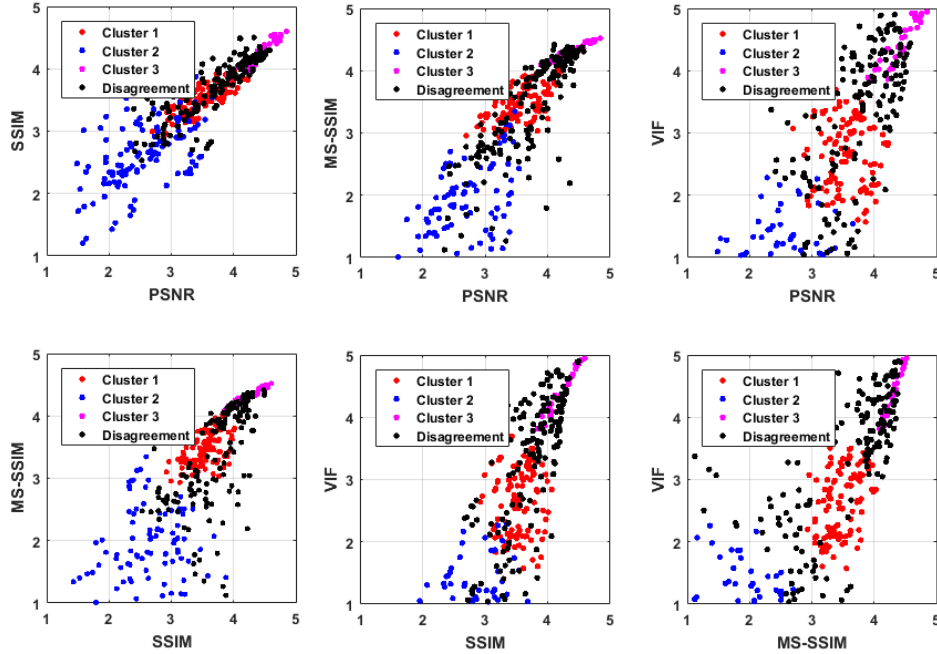 5
4
3
2
1
SSIM
Cluster 1
Cluster 2
Cluster 3
Disagreement
1 2 3 4 5
PSNR
5
4
3
2
1
MS-SSIM
Cluster 1
Cluster 2
Cluster 3
Disagreement
1 2 3 4 5
PSNR
5
4
3
2
1
VIF
Cluster 1
Cluster 2
Cluster 3
Disagreement
1 2 3 4 5
PSNR
5
4
3
2
1
MS-SSIM
Cluster 1
Cluster 2
Cluster 3
Disagreement
1 2 3 4 5
SSIM
5
4
3
2
1
VIF
Cluster 1
Cluster 2
Cluster 3
Disagreement
1 2 3 4 5
SSIM
5
4
3
2
1
VIF
Cluster 1
Cluster 2
Cluster 3
Disagreement
1 2 3 4 5
MS-SSIM